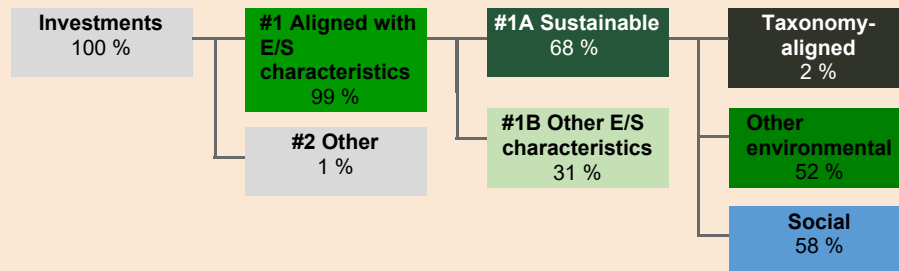 Investments
100 %
#1 Aligned with
E/S
characteristics
99 %
#2 Other
1 %
#1A Sustainable
68 %
#1B Other E/S
characteristics
31 %
Taxonomy-
aligned
2 %
Other
environmental
52 %
Social
58 %